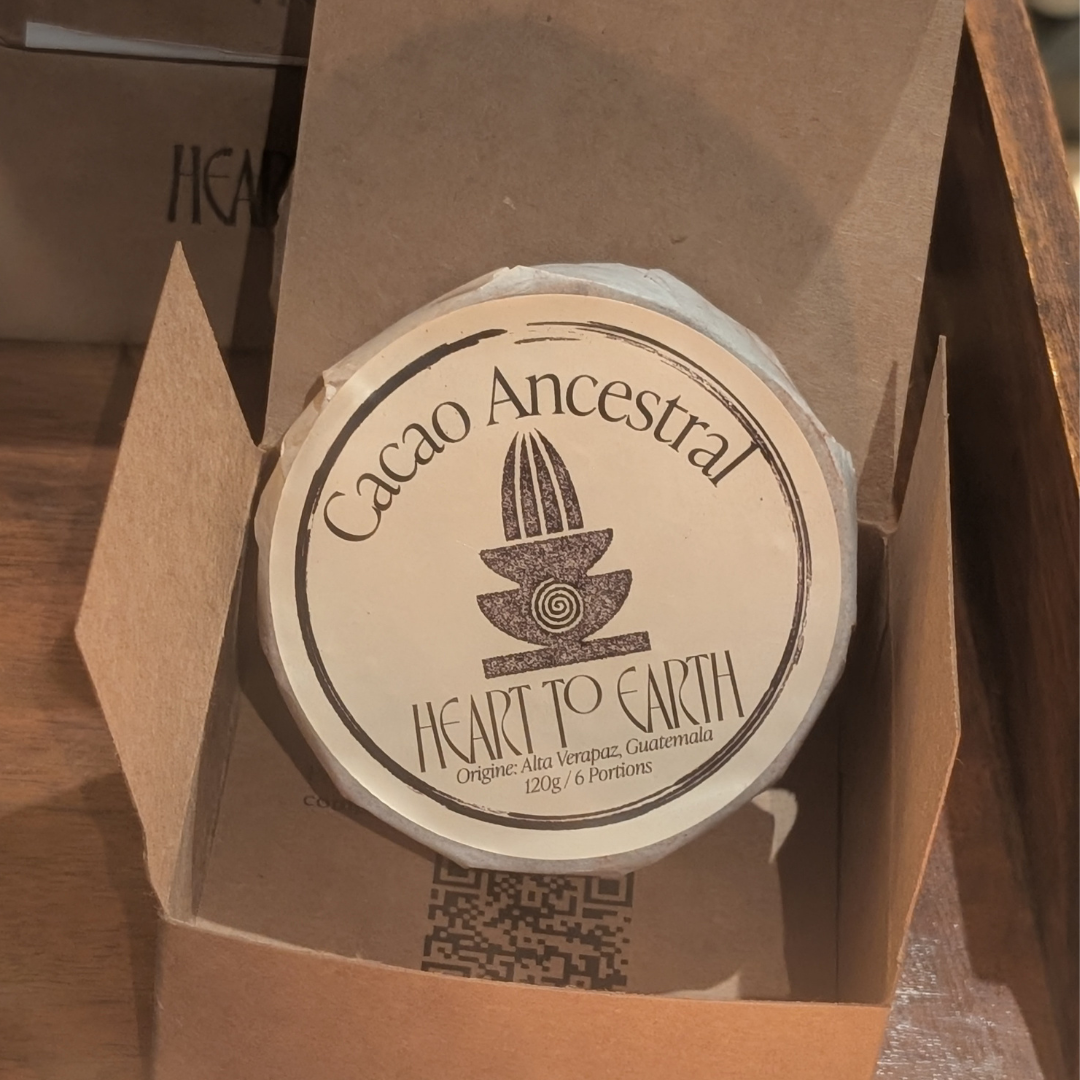 HEAR
Cacao Ancestral
HEART TO EARTH
Origine: Alta Verapaz, Guatemala
120g / 6 Portions